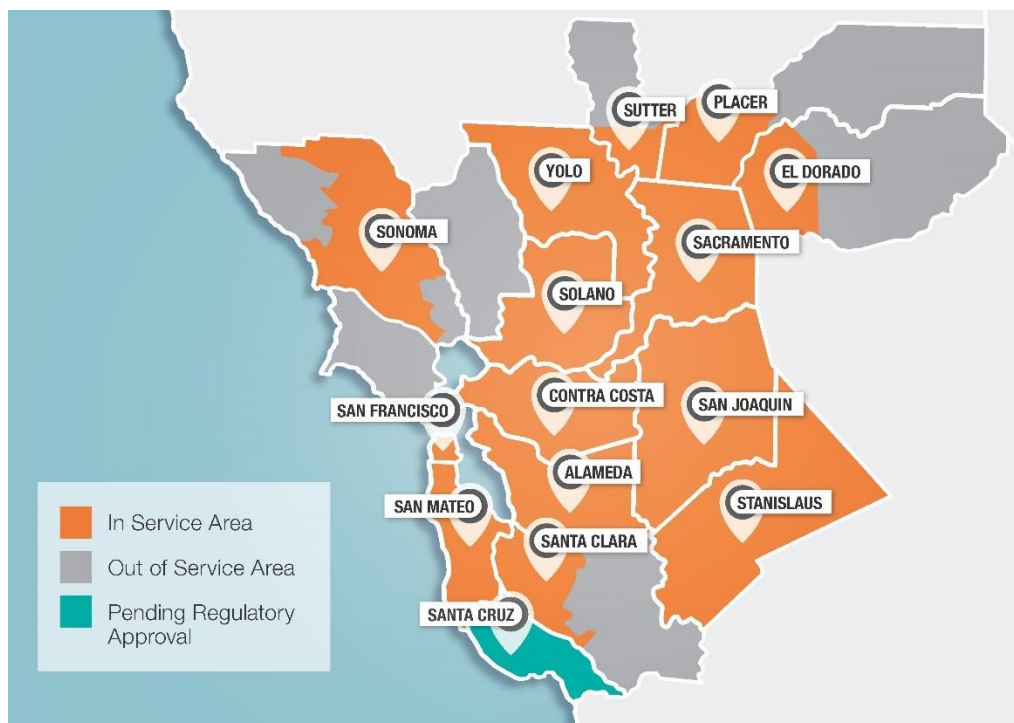 SUTTER
PLACER
YOLO
EL DORADO
SONOMA
SACRAMENTO
SOLANO
CONTRA COSTA
SAN FRANCISCO
SAN JOAQUIN
ALAMEDA
SAN MATEO
STANISLAUS
SANTA CLARA
SANTA CRUZ
In Service Area
Out of Service Area
Pending Regulatory
Approval